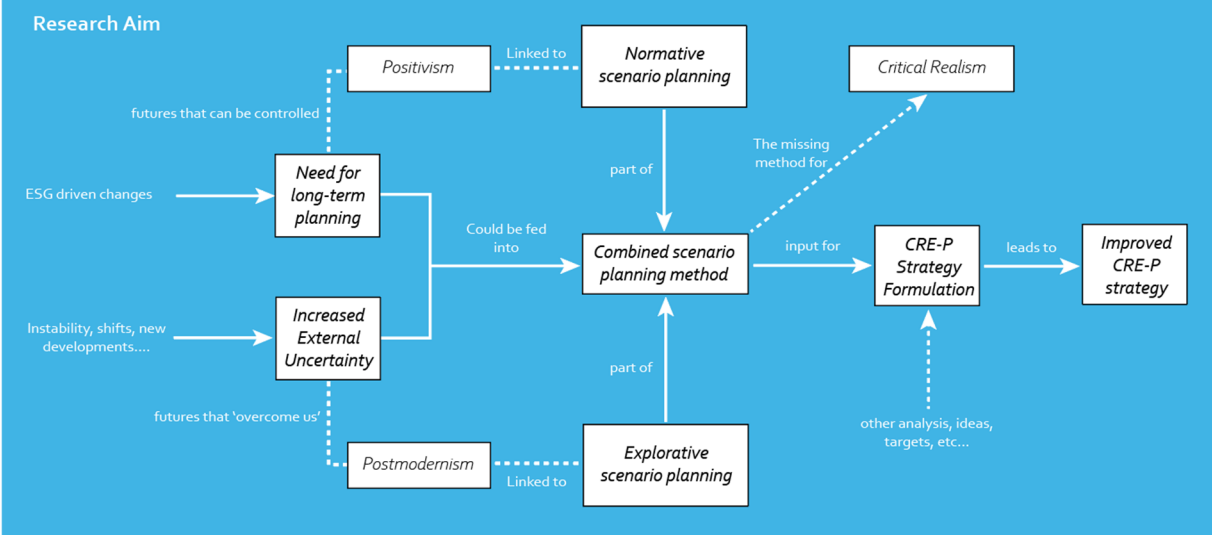 Research Aim
Positivism
Linked to
Normative
scenario planning
Critical Realism
futures that can be controlled
The missing
method for
ESG driven changes
Need for
long-term
planning
part of
Could be fed
into
Combined scenario
planning method
input for
CRE-P
Strategy
Formulation
leads to
Improved
CRE-P
strategy
Instability, shifts, new
developments....
Increased
External
Uncertainty
part of
futures that ‘overcome us’
other analysis, ideas,
targets, etc...
Postmodernism
Linked to
Explorative
scenario planning